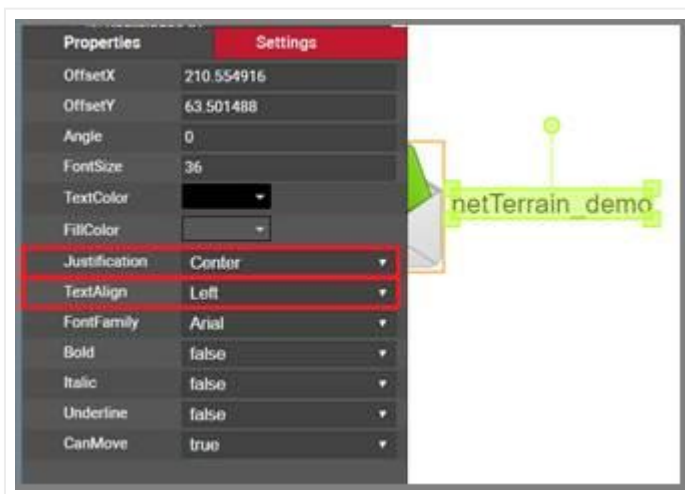 Properties Settings
OffsetX 210.554916
OffsetY 63.501488
Angle 0
FontSize 36
TextColor
FillColor
Justification Center
TextAlign Left
FontFamily Arial
Bold false
Italic false
Underline false
CanMove true
netTerrain_demo